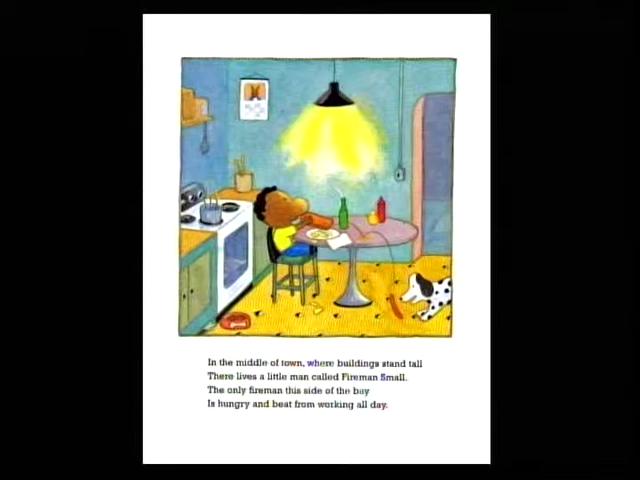 In the middle of town, where buildings stand tall
There lives a little man called Fireman Small.
The only fireman this side of the bay
Is hungry and beat from working all day.